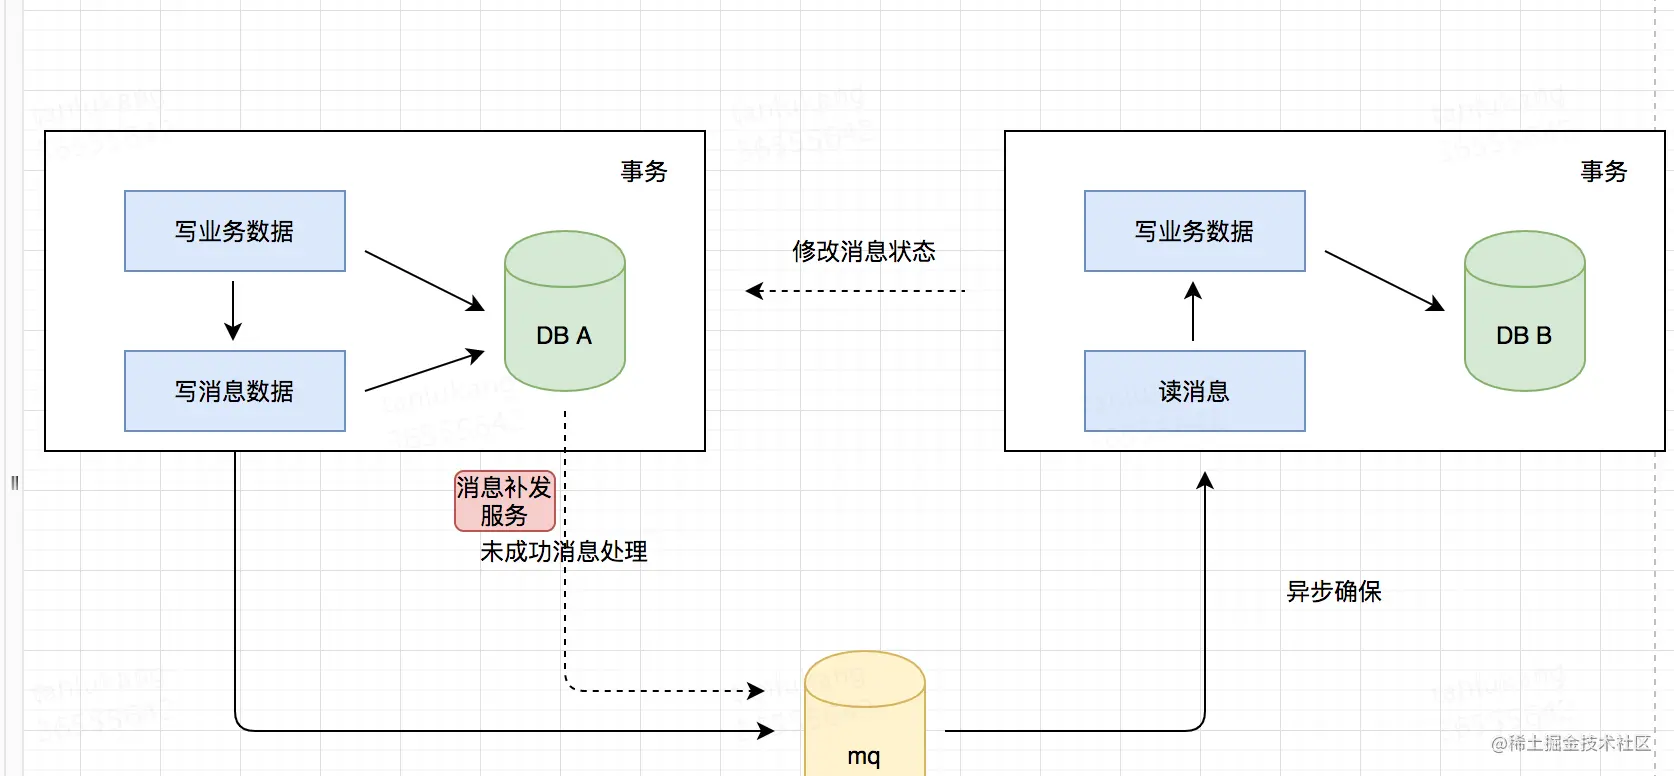 事务
事务
写业务数据
写业务数据
修改消息状态
DB A
DB B
写消息数据
读消息
消息补发
服务
未成功消息处理
异步确保
mq
@稀土掘金技术社区